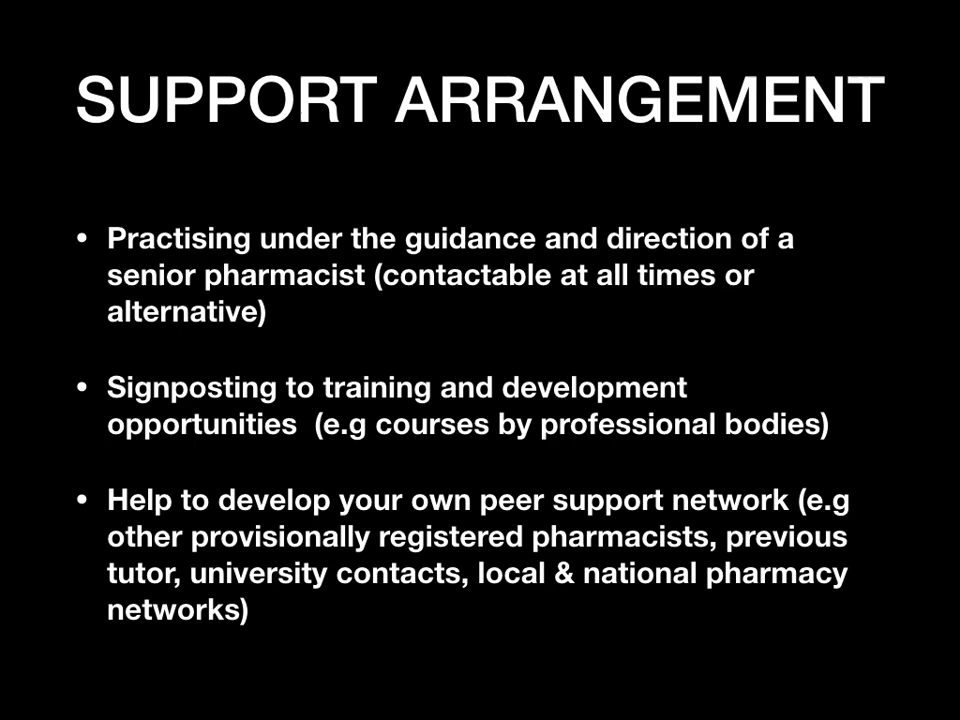 SUPPORT ARRANGEMENT
• Practising under the guidance and direction of a
senior pharmacist (contactable at all times or
alternative)
• Signposting to training and development
opportunities  (e.g courses by professional bodies)
• Help to develop your own peer support network (e.g
other provisionally registered pharmacists, previous
tutor, university contacts, local & national pharmacy
networks)